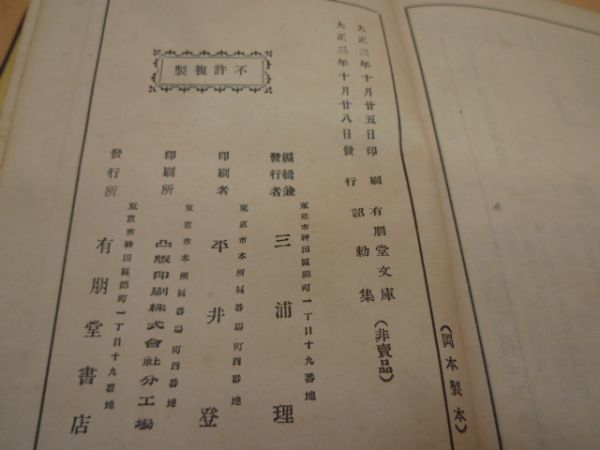 大正三年十月廿五日印刷
大正三年十月廿八日發行
有朋堂文庫
詔勅集
（非賣品）
不許複製
編輯兼
發行者
東京市神田區錦町一丁目十九番地
三浦理
印刷者
東京市本所區番場町四番地
平井登
印刷所
東京市本所區番場町四番地
凸版印刷株式會社分工場
發行所
東京市神田區錦町一丁目十九番地
有朋堂書店
（岡本製本）